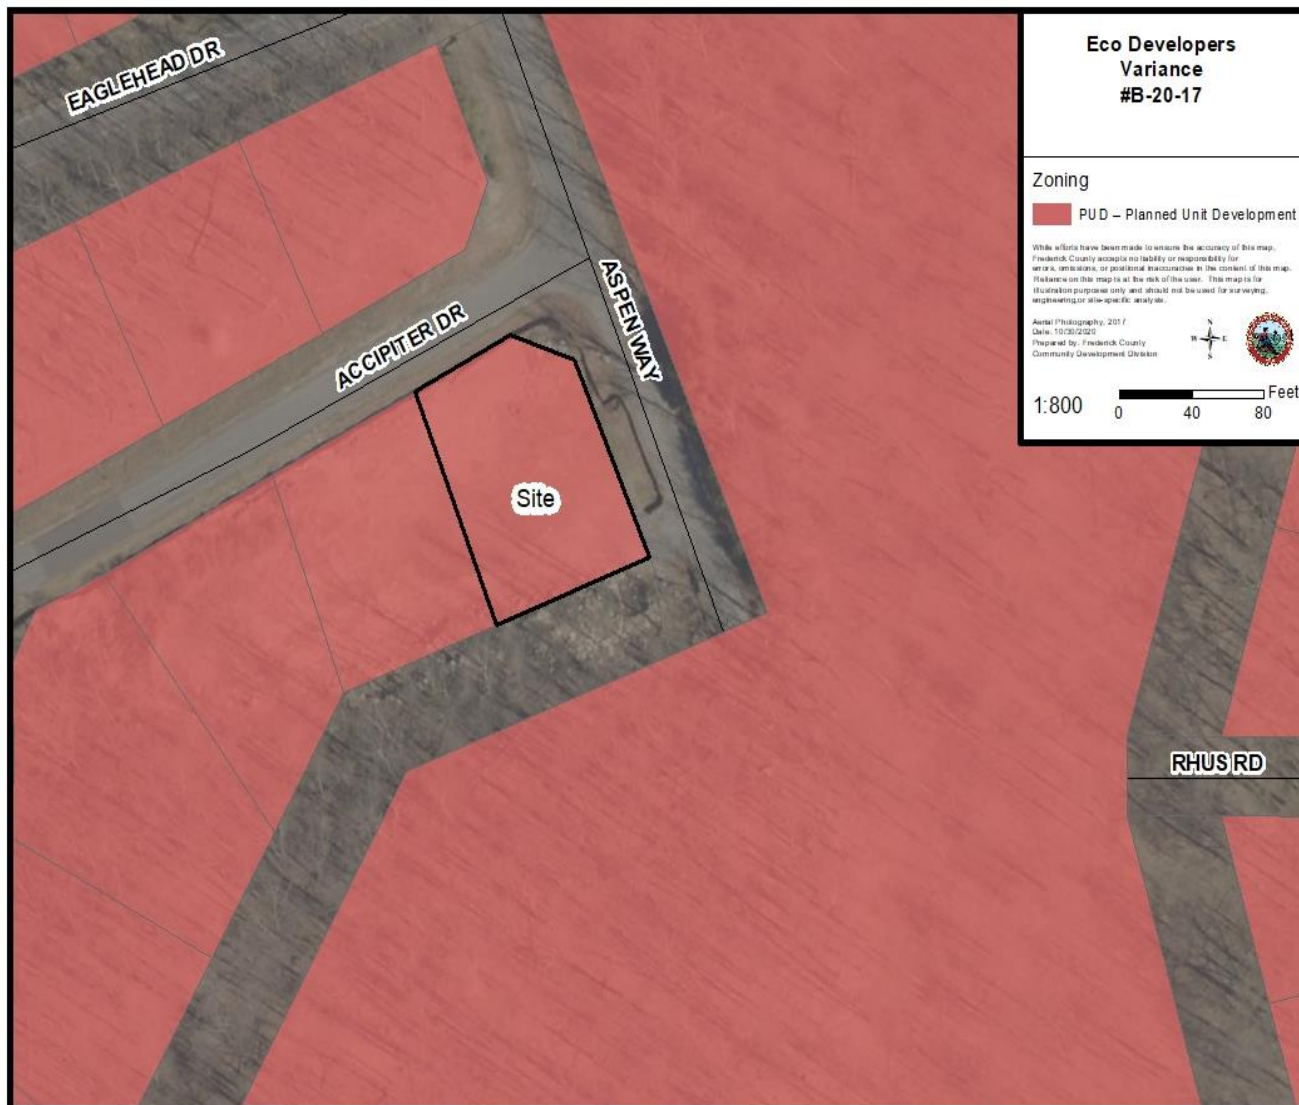 EAGLEHEAD DR
ACCIPITER DR
ASPEN WAY
Site
RHUS RD
Eco Developers
Variance
#B-20-17
Zoning
PUD – Planned Unit Development
While efforts have been made to ensure the accuracy of this map,
Frederick County accepts no liability or responsibility for
errors, omissions, or positional inaccuracies in the content of this map.
Reliance on this map is at the risk of the user. This map is for
illustration purposes only and should not be used for surveying,
engineering, or site-specific analysis.
Aerial Photography, 2017
Date: 10/30/2020
Prepared by: Frederick County
Community Development Division
N
W E
S
1:800
Feet
0 40 80